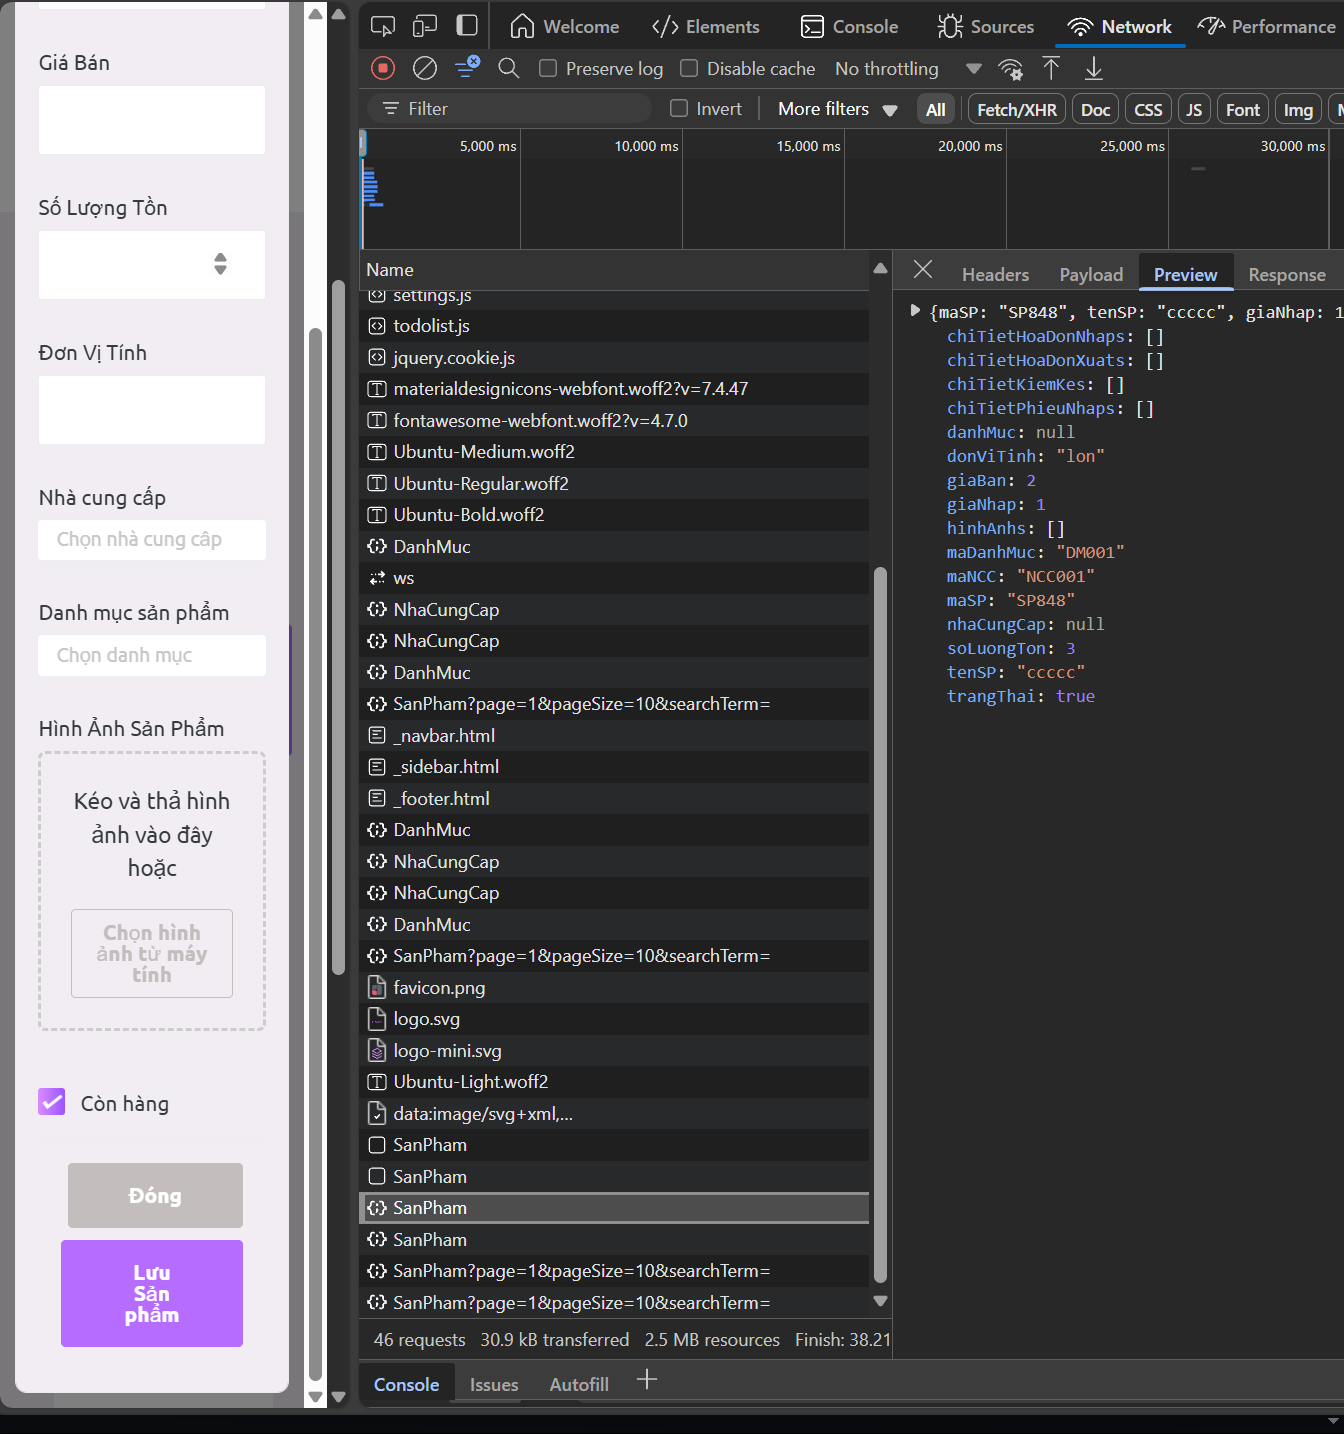 Giá Bán
Số Lượng Tồn
Đơn Vị Tính
Nhà cung cấp
Chọn nhà cung cấp
Danh mục sản phẩm
Chọn danh mục
Hình Ảnh Sản Phẩm
Kéo và thả hình
ảnh vào đây
hoặc
Chọn hình
ảnh từ máy
tính
Còn hàng
Đóng
Lưu
Sản
phẩm
Welcome
Elements
Console
Sources
Network
Performance
Preserve log
Disable cache
No throttling
Filter
Invert
More filters
All
Fetch/XHR
Doc
CSS
JS
Font
Img
5,000 ms
10,000 ms
15,000 ms
20,000 ms
25,000 ms
30,000 ms
Name
settings.js
todolist.js
jquery.cookie.js
materialdesignicons-webfont.woff2?v=7.4.47
fontawesome-webfont.woff2?v=4.7.0
Ubuntu-Medium.woff2
Ubuntu-Regular.woff2
Ubuntu-Bold.woff2
DanhMuc
ws
NhaCungCap
NhaCungCap
DanhMuc
SanPham?page=1&pageSize=10&searchTerm=
_navbar.html
_sidebar.html
_footer.html
DanhMuc
NhaCungCap
NhaCungCap
DanhMuc
SanPham?page=1&pageSize=10&searchTerm=
favicon.png
logo.svg
logo-mini.svg
Ubuntu-Light.woff2
data:image/svg+xml,...
SanPham
SanPham
SanPham
SanPham
SanPham?page=1&pageSize=10&searchTerm=
SanPham?page=1&pageSize=10&searchTerm=
46 requests 30.9 kB transferred 2.5 MB resources Finish: 38.21
Headers
Payload
Preview
Response
{maSP: "SP848", tenSP: "ccccc", giaNhap: 1
chiTietHoaDonNhaps: []
chiTietHoaDonXuats: []
chiTietKiemKes: []
chiTietPhieuNhaps: []
danhMuc: null
donViTinh: "lon"
giaBan: 2
giaNhap: 1
hinhAnhs: []
maDanhMuc: "DM001"
maNCC: "NCC001"
maSP: "SP848"
nhaCungCap: null
soLuongTon: 3
tenSP: "ccccc"
trangThai: true
Console
Issues
Autofill